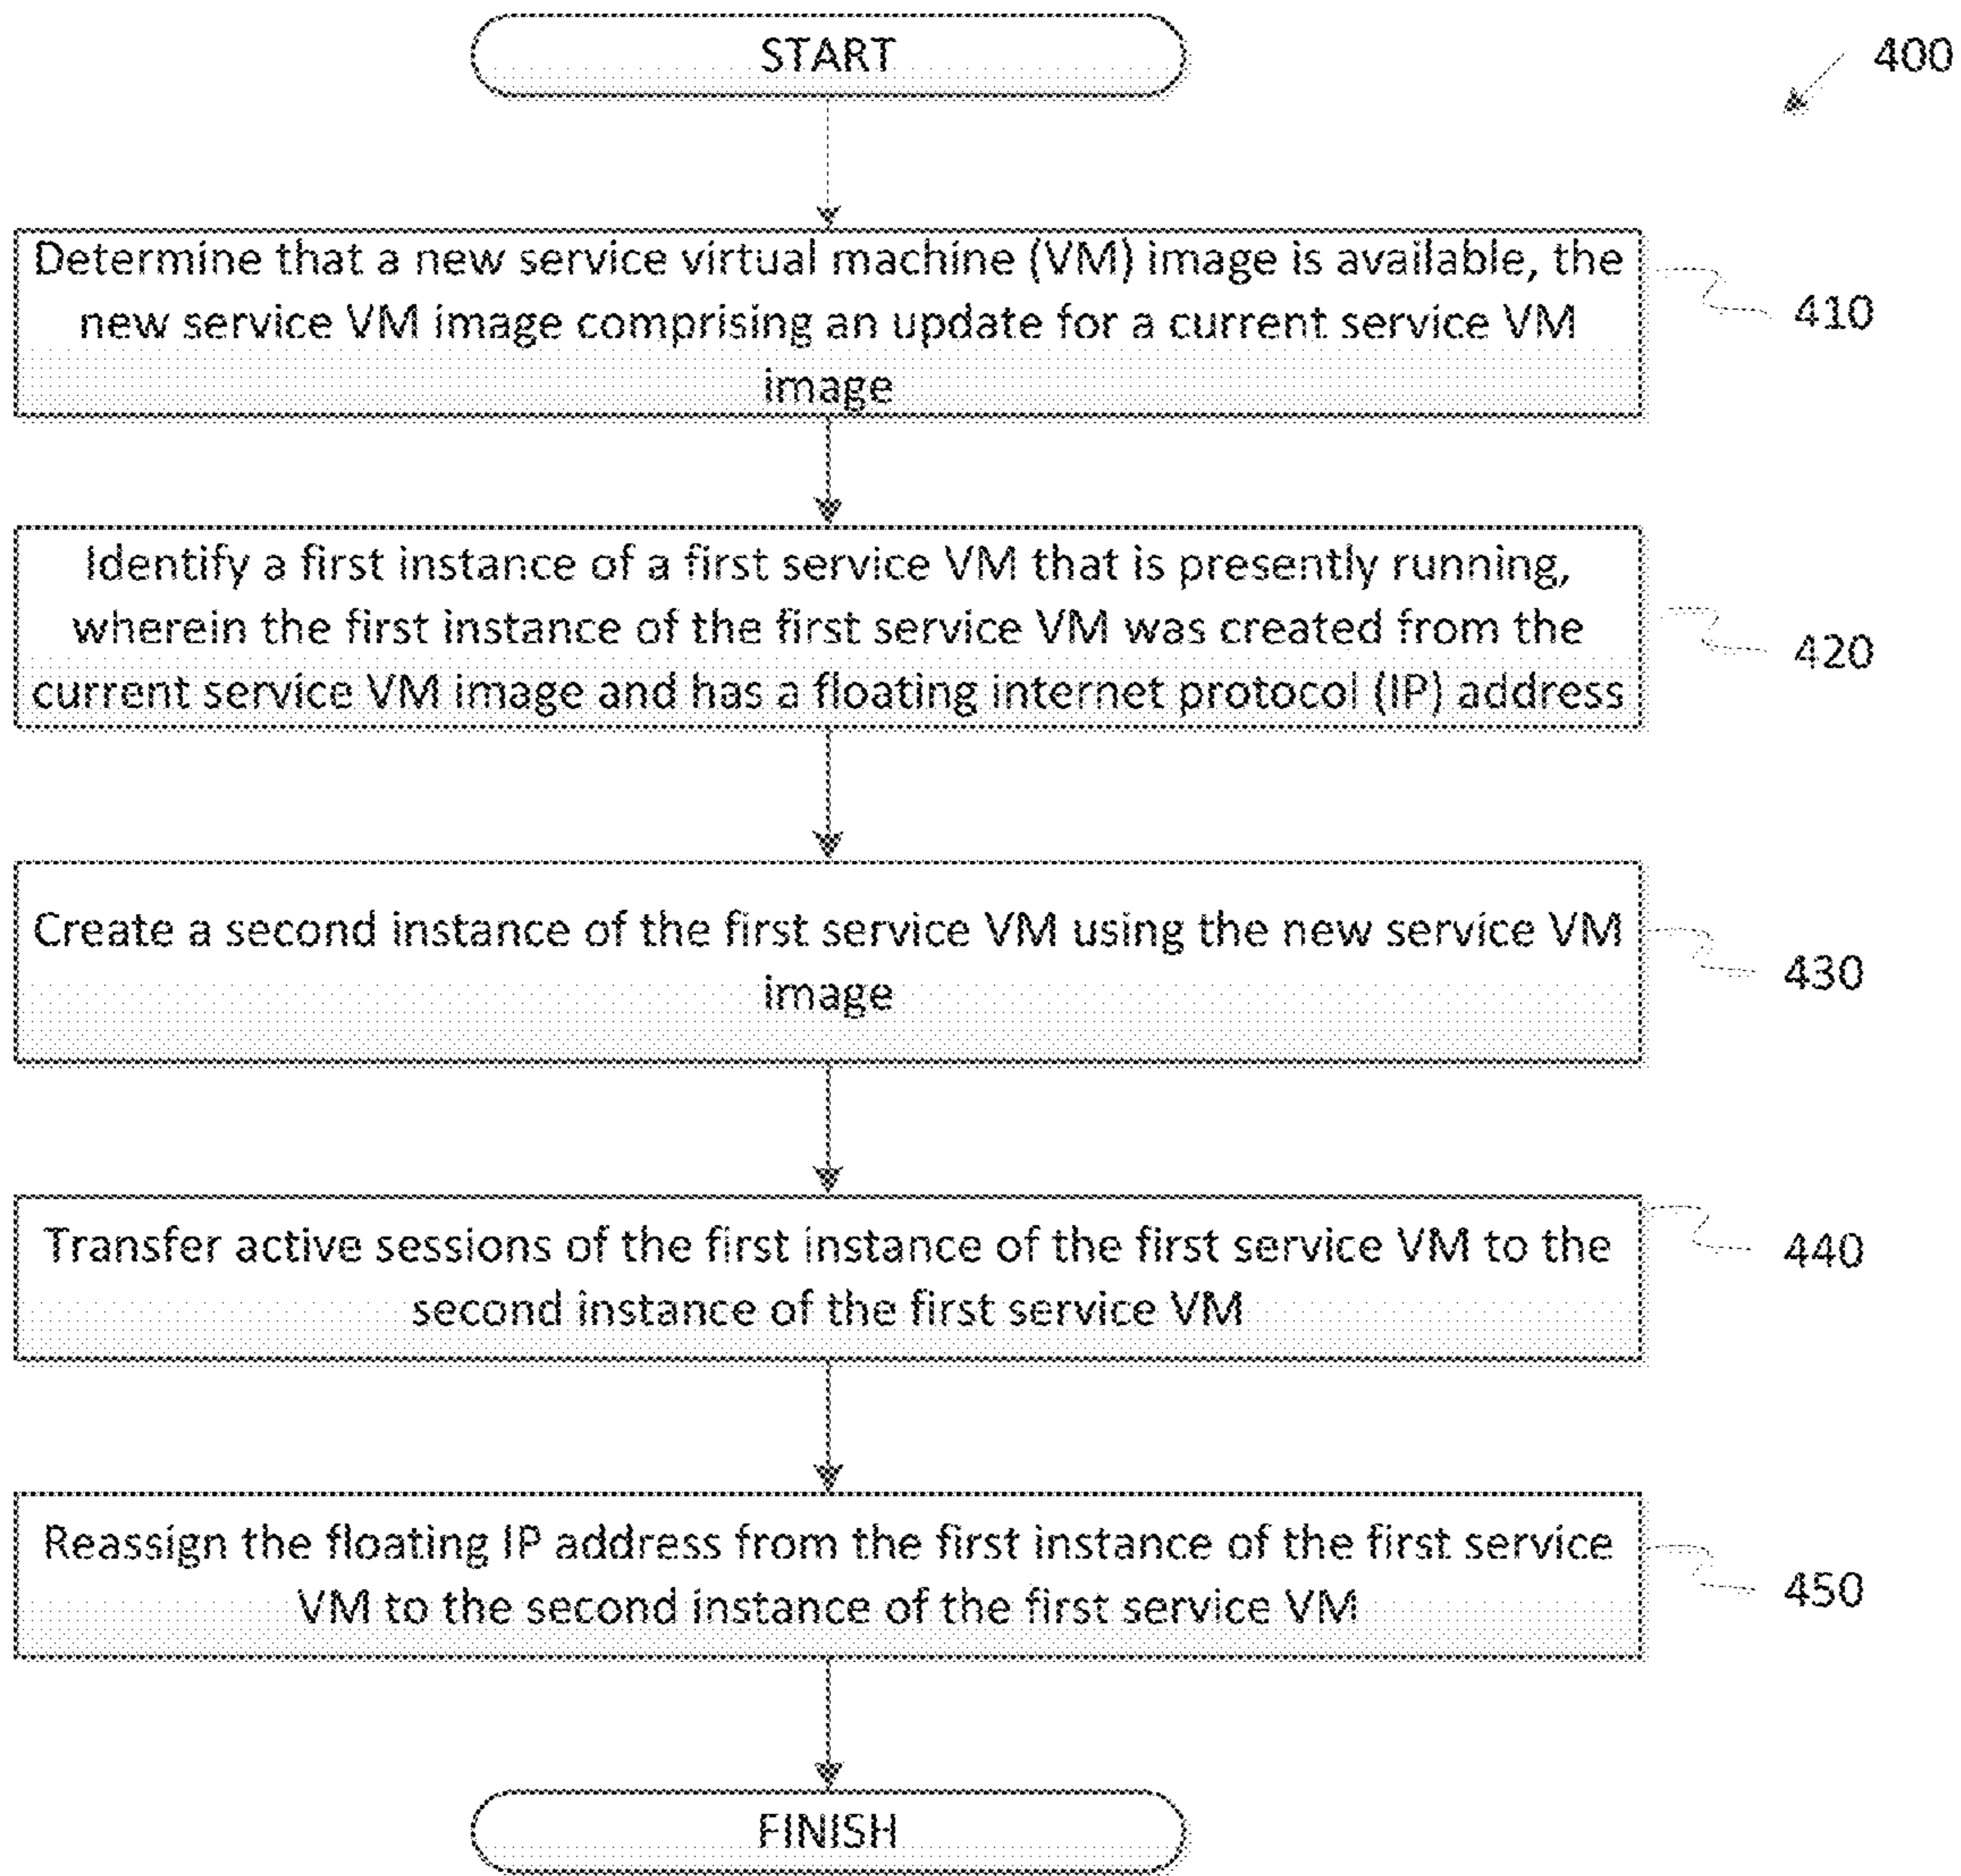 START
400
Determine that a new service virtual machine (VM) image is available, the
new service VM image comprising an update for a current service VM
image
410
Identify a first instance of a first service VM that is presently running,
wherein the first instance of the first service VM was created from the
current service VM image and has a floating internet protocol (IP) address
420
Create a second instance of the first service VM using the new service VM
image
430
Transfer active sessions of the first instance of the first service VM to the
second instance of the first service VM
440
Reassign the floating IP address from the first instance of the first service
VM to the second instance of the first service VM
450
FINISH